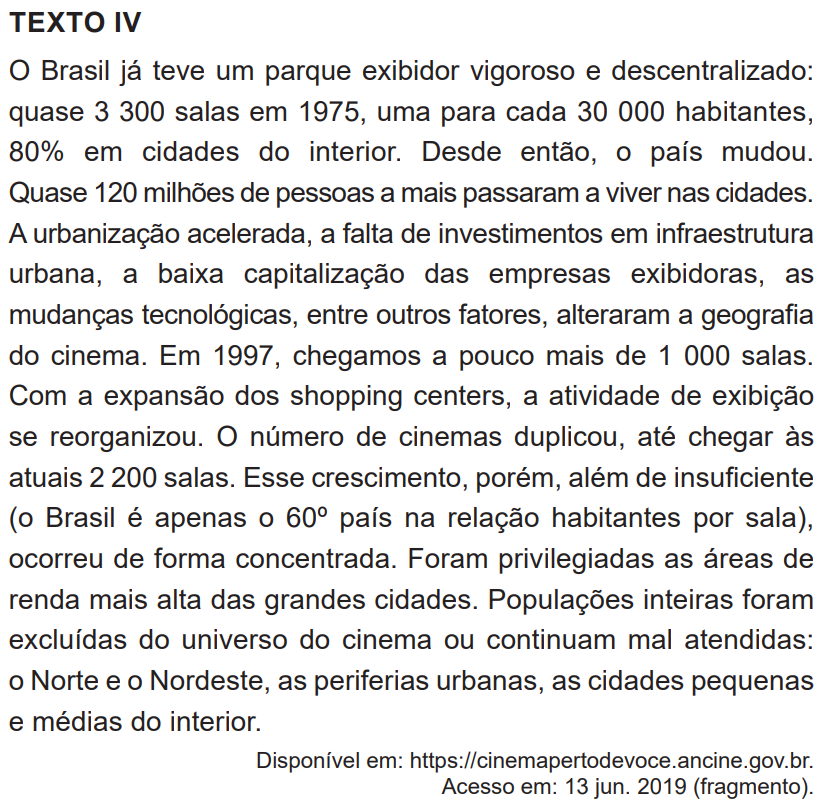 TEXTO IV
O Brasil já teve um parque exibidor vigoroso e descentralizado:
quase 3 300 salas em 1975, uma para cada 30 000 habitantes,
80% em cidades do interior. Desde então, o país mudou.
Quase 120 milhões de pessoas a mais passaram a viver nas cidades.
A urbanização acelerada, a falta de investimentos em infraestrutura
urbana, a baixa capitalização das empresas exibidoras, as
mudanças tecnológicas, entre outros fatores, alteraram a geografia
do cinema. Em 1997, chegamos a pouco mais de 1 000 salas.
Com a expansão dos shopping centers, a atividade de exibição
se reorganizou. O número de cinemas duplicou, até chegar às
atuais 2 200 salas. Esse crescimento, porém, além de insuficiente
(o Brasil é apenas o 60º país na relação habitantes por sala),
ocorreu de forma concentrada. Foram privilegiadas as áreas de
renda mais alta das grandes cidades. Populações inteiras foram
excluídas do universo do cinema ou continuam mal atendidas:
o Norte e o Nordeste, as periferias urbanas, as cidades pequenas
e médias do interior.
Disponível em: https://cinemapertodevoce.ancine.gov.br.
Acesso em: 13 jun. 2019 (fragmento).